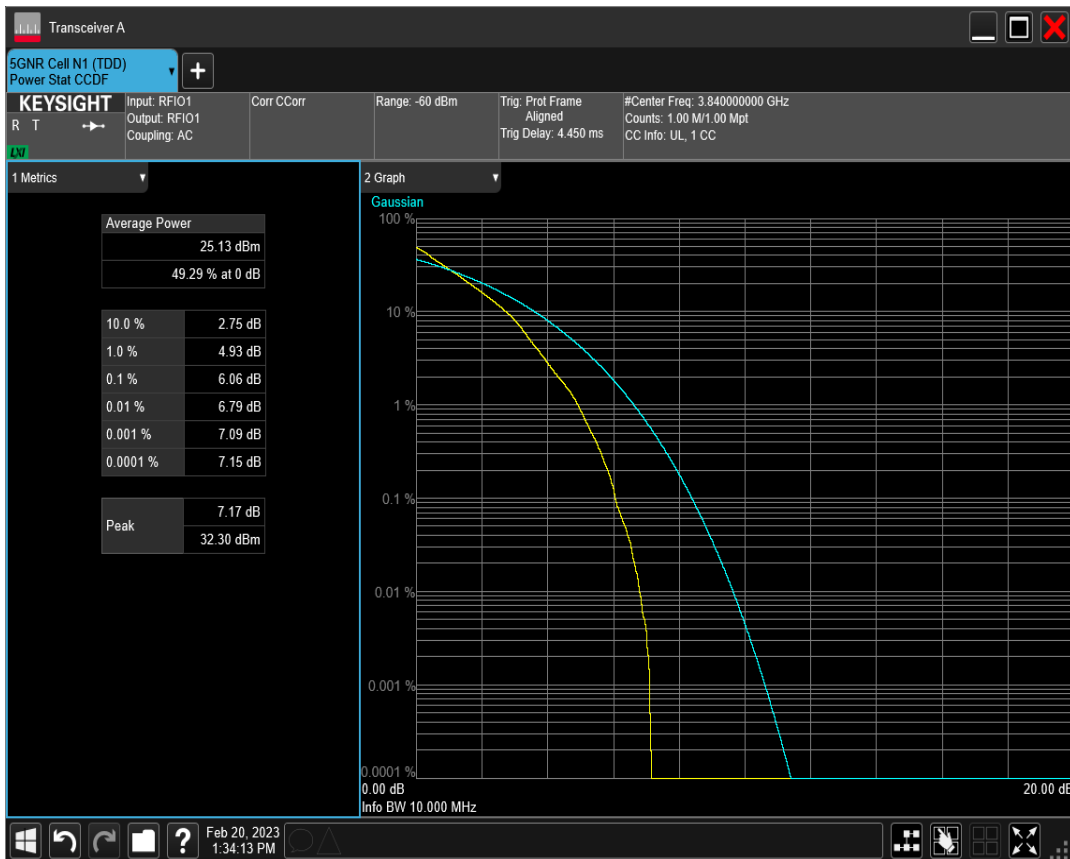 Transceiver A
5GNR Cell N1 (TDD)
Power Stat CCDF
+
KEYSIGHT
R T
LXI
Input: RFIO1
Output: RFIO1
Coupling: AC
Corr CCorr
Range: -60 dBm
Trig: Prot Frame
Aligned
Trig Delay: 4.450 ms
#Center Freq: 3.840000000 GHz
Counts: 1.00 M/1.00 Mpt
CC Info: UL, 1 CC
1 Metrics
Average Power
25.13 dBm
49.29 % at 0 dB
10.0 % 2.75 dB
1.0 % 4.93 dB
0.1 % 6.06 dB
0.01 % 6.79 dB
0.001 % 7.09 dB
0.0001 % 7.15 dB
Peak 7.17 dB
32.30 dBm
2 Graph
Gaussian
100 %
10 %
1 %
0.1 %
0.01 %
0.001 %
0.0001 %
0.00 dB 20.00 dB
Info BW 10.000 MHz
? Feb 20, 2023
1:34:13 PM